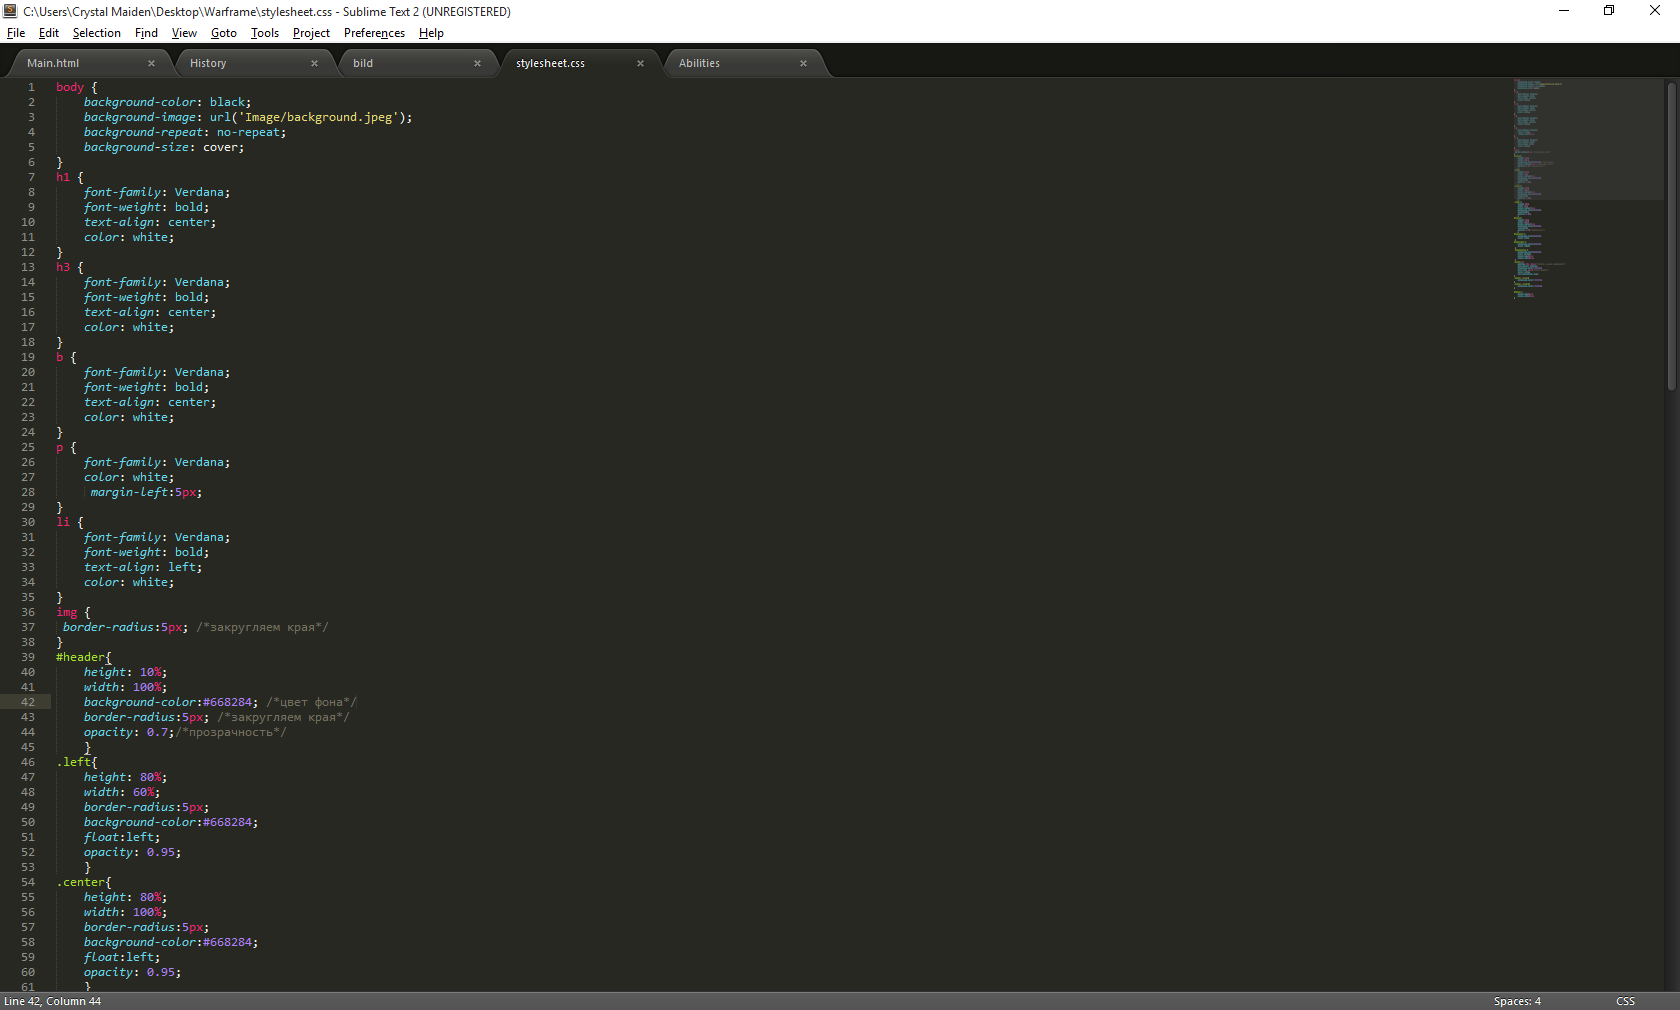 C:\Users\Crystal Maiden\Desktop\Warframe\stylesheet.css - Sublime Text 2 (UNREGISTERED)
File Edit Selection Find View Goto Tools Project Preferences Help
Main.html × History × bild × stylesheet.css × Abilities ×
1 body {
2 background-color: black;
3 background-image: url('Image/background.jpeg');
4 background-repeat: no-repeat;
5 background-size: cover;
6 }
7 h1 {
8 font-family: Verdana;
9 font-weight: bold;
10 text-align: center;
11 color: white;
12 }
13 h3 {
14 font-family: Verdana;
15 font-weight: bold;
16 text-align: center;
17 color: white;
18 }
19 b {
20 font-family: Verdana;
21 font-weight: bold;
22 text-align: center;
23 color: white;
24 }
25 p {
26 font-family: Verdana;
27 color: white;
28 margin-left:5px;
29 }
30 li {
31 font-family: Verdana;
32 font-weight: bold;
33 text-align: left;
34 color: white;
35 }
36 img {
37 border-radius:5px; /*закругляем края*/
38 }
39 #header{
40 height: 10%;
41 width: 100%;
42 background-color:#668284; /*цвет фона*/
43 border-radius:5px; /*закругляем края*/
44 opacity: 0.7;/*прозрачность*/
45 }
46 .left{
47 height: 80%;
48 width: 60%;
49 border-radius:5px;
50 background-color:#668284;
51 float:left;
52 opacity: 0.95;
53 }
54 .center{
55 height: 80%;
56 width: 100%;
57 border-radius:5px;
58 background-color:#668284;
59 float:left;
60 opacity: 0.95;
61 }
Line 42, Column 44 Spaces: 4 CSS